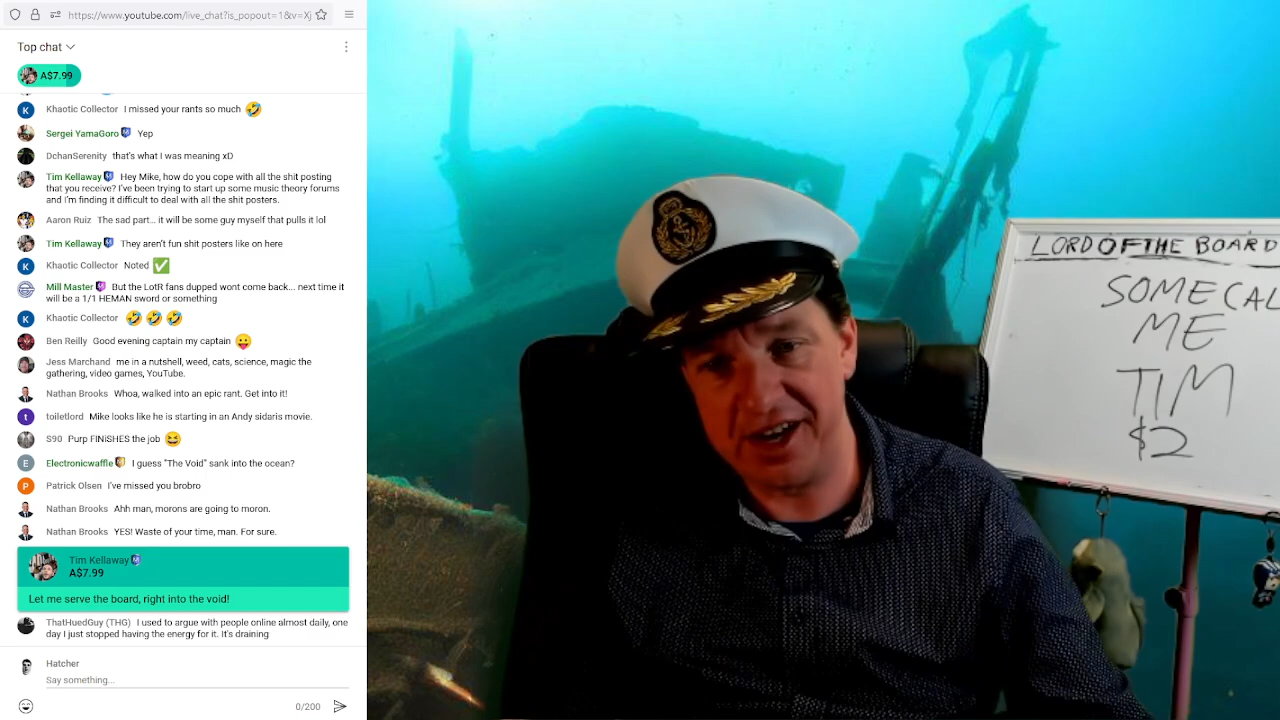 https://www.youtube.com/live_chat?is_popout=1&v=Xj
Top chat
A$7.99
K Khaotic Collector I missed your rants so much 🤣
Sergei YamaGoro Yep
DchanSerenity that's what I was meaning xD
Tim Kellaway Hey Mike, how do you cope with all the shit posting
that you receive? I've been trying to start up some music theory forums
and I'm finding it difficult to deal with all the shit posters.
Aaron Ruiz The sad part... it will be some guy myself that pulls it lol
Tim Kellaway They aren't fun shit posters like on here
K Khaotic Collector Noted ✅
Mill Master But the LotR fans dupped wont come back... next time it
will be a 1/1 HEMAN sword or something
K Khaotic Collector 🤣 🤣 🤣
Ben Reilly Good evening captain my captain 😛
Jess Marchand me in a nutshell, weed, cats, science, magic the
gathering, video games, YouTube.
Nathan Brooks Whoa, walked into an epic rant. Get into it!
t toiletlord Mike looks like he is starting in an Andy sidaris movie.
S90 Purp FINiSHES the job 😆
E Electronicwaffle I guess "The Void" sank into the ocean?
P Patrick Olsen I've missed you brobro
Nathan Brooks Ahh man, morons are going to moron.
Nathan Brooks YES! Waste of your time, man. For sure.
Tim Kellaway
A$7.99
Let me serve the board, right into the void!
ThatHuedGuy (THG) I used to argue with people online almost daily, one
day I just stopped having the energy for it. It's draining
Hatcher
Say something...
0/200
LORD OF THE BOARD
SOME CAL
ME
TIM
$2